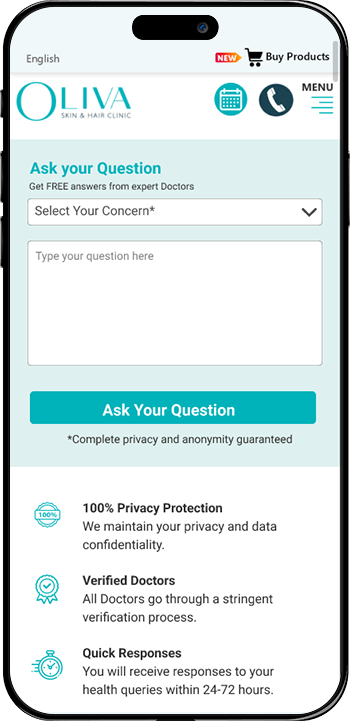 English
NEW Buy Products
OLIVA
SKIN & HAIR CLINIC
MENU
Ask your Question
Get FREE answers from expert Doctors
Select Your Concern*
Type your question here
Ask Your Question
*Complete privacy and anonymity guaranteed
100%
100% Privacy Protection
We maintain your privacy and data
confidentiality.
Verified Doctors
All Doctors go through a stringent
verification process.
Quick Responses
You will receive responses to your
health queries within 24-72 hours.